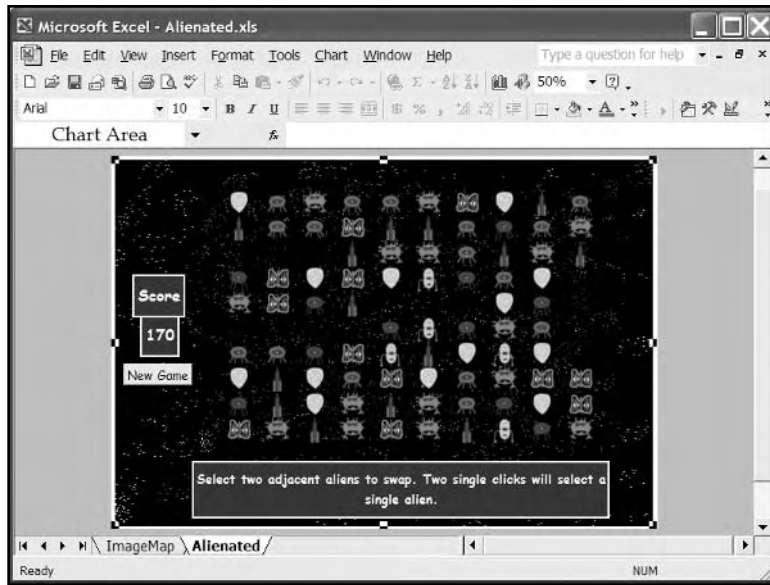 Microsoft Excel - Alienated.xls
File Edit View Insert Format Tools Chart Window Help Type a question for help
50%
Arial 10 B I U
Chart Area fx
Score
170
New Game
Select two adjacent aliens to swap. Two single clicks will select a
single alien.
ImageMap Alienated
Ready NUM